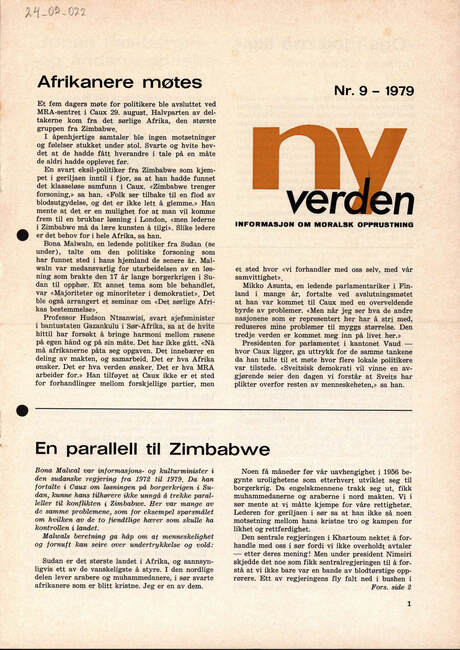 24-09-022
Afrikanere møtes
Et fem dagers møte for politikere ble avsluttet ved
MRA-sentret i Caux 29. august. Halvparten av del-
takerne kom fra det sørlige Afrika, den største
gruppen fra Zimbabwe.
I åpenhjertige samtaler ble ingen motsetninger
og følelser stukket under stol. Svarte og hvite hev-
det at de hadde fått hverandre i tale på en måte
de aldri hadde opplevet før.
En svart eksil-politiker fra Zimbabwe som kjem-
pet i geriljaen inntil i fjor, sa at han hadde funnet
det klasseløse samfunn i Caux. «Zimbabwe trenger
forsoning,» sa han. «Folk ser tilbake til en flod av
blodsutgydelse, og det er ikke lett å glemme.» Han
mente at det er en mulighet for at man vil komme
frem til en brukbar løsning i London, «men lederne
i Zimbabwe må da lære kunsten å tilgi». Slike ledere
er det behov for i hele Afrika, sa han.
Bona Malwaln, en ledende politiker fra Sudan (se
under), talte om den politiske forsoning som
har funnet sted i hans hjemland de senere år. Mal-
waln var medansvarlig for utarbeidelsen av en løs-
ning som brakte den 17 år lange borgerkrigen i Su-
dan til opphør. Et annet tema som ble behandlet,
var «Majoriteter og minoriteter i demokratiet». Det
ble også arrangert et seminar om «Det sørlige Afri-
kas bestemmelse».
Professor Hudson Ntsanwisi, svart sjefsminister
i bantustaten Gazankulu i Sør-Afrika, sa at de hvite
hittil har forsøkt å bringe harmoni mellom rasene
på egen hånd og på sin måte. Det har ikke gått. «Nå
må afrikanerne påta seg oppgaven. Det innebærer en
deling av makten, og samarbeid. Det er hva Afrika
ønsker. Det er hva verden ønsker. Det er hva MRA
arbeider for.» Han tilføyet at Caux ikke er et sted
for forhandlinger mellom forskjellige partier, men
Nr. 9 – 1979
ny
verden
INFORMASJON OM MORALSK OPPRUSTNING
et sted hvor «vi forhandler med oss selv, med vår
samvittighet».
Mikko Asunta, en ledende parlamentariker i Fin-
land i mange år, fortalte ved avslutningsmøtet
at han var kommet til Caux med en overveldende
byrde av problemer. «Men når jeg ser hva de andre
nasjonene som er representert her har å stri med,
reduseres mine problemer til myggs størrelse. Den
tredje verden er kommet meg inn på livet her.»
Presidenten for parlamentet i kantonet Vaud —
hvor Caux ligger, ga uttrykk for de samme tankene
da han talte til et møte hvor flere lokale politikere
var tilstede. «Sveitsisk demokrati vil vinne en av-
gjørende seier den dagen vi forstår at Sveits har
plikter overfor resten av menneskeheten,» sa han.
En parallell til Zimbabwe
Bona Malwal var informasjons- og kulturminister i
den sudanske regjering fra 1972 til 1979. Da han
fortalte i Caux om løsningen på borgerkrigen i Su-
dan, kunne hans tilhørere ikke unngå å trekke paral-
leller til konflikten i Zimbabwe. Her var mange av
de samme problemene, som for eksempel spørsmålet
om hvilken av de to fiendtlige hærer som skulle ha
kontrollen i landet.
Malwals beretning ga håp om at menneskelighet
og fornuft kan seire over undertrykkelse og vold:
Sudan er det største landet i Afrika, og sannsyn-
ligvis ett av de vanskeligste å styre. I den nordlige
delen lever arabere og muhammedanere, i sør svarte
afrikanere som er blitt kristne. Jeg er en av dem.
Noen få måneder før vår uavhengighet i 1956 be-
gynte urolighetene som etterhvert utviklet seg til
borgerkrig. Da engelskmennene trakk seg ut, fikk
muhammedanerne og araberne i nord makten. Vi i
sør mente at vi måtte kjempe for våre rettigheter.
Lederen for geriljaen i sør sa at han ikke så noen
motsetning mellom hans kristne tro og kampen for
likhet og rettferdighet.
Den sentrale regjeringen i Khartoum nektet å for-
handle med oss i sør fordi vi ikke overholdt avtaler
— etter deres mening! Men under president Nimeiri
skjedde det noe som fikk sentralregjeringen til å for-
stå at vi ikke bare var en bande av blodtørstige opp-
rørere. Ett av regjeringens fly falt ned i bushen i
Fors. side 2
1